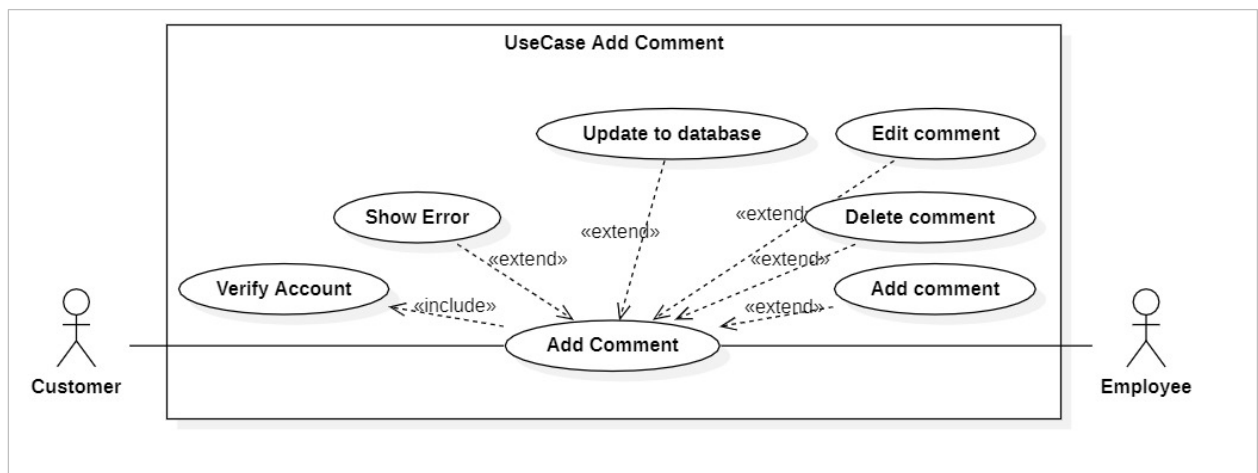 UseCase Add Comment
Update to database
Edit comment
Show Error
«extend»
Delete comment
«extend»
«extend»
«extend»
Verify Account
Add comment
«include»
«extend»
Add Comment
Customer
Employee